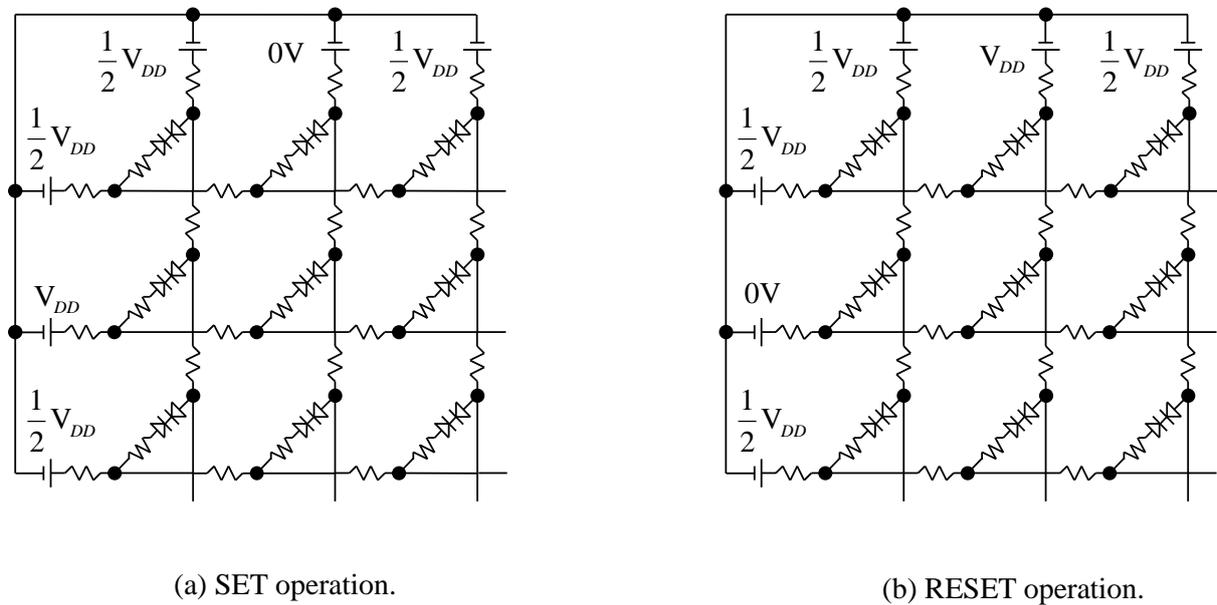 1/2 V_DD
0V
1/2 V_DD
1/2 V_DD
V_DD
1/2 V_DD
(a) SET operation.
1/2 V_DD
V_DD
1/2 V_DD
1/2 V_DD
0V
1/2 V_DD
(b) RESET operation.